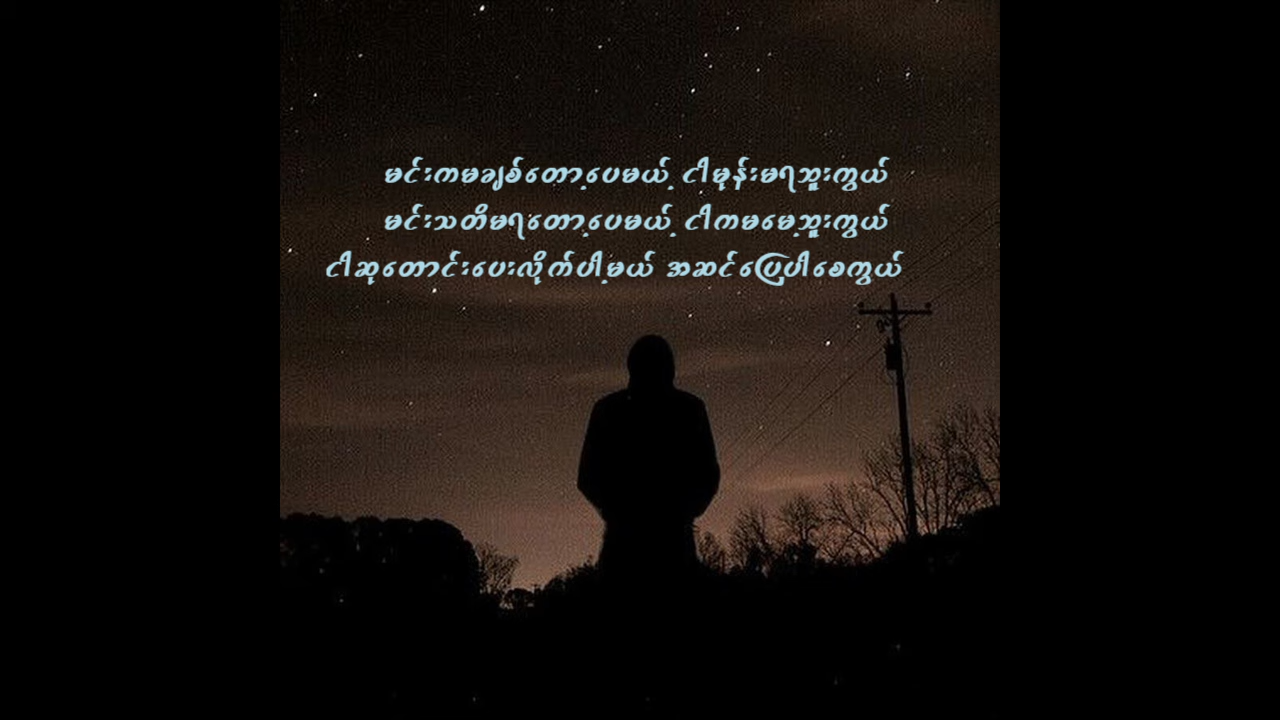 မင်းကမချစ်တော့ပေမယ့် ငါမုန်းမရဘူးကွယ်
မင်းသတိမရတော့ပေမယ့် ငါကမမေ့ဘူးကွယ်
ငါဆုတောင်းပေးလိုက်ပါ့မယ် အဆင်ပြေပါစေကွယ်